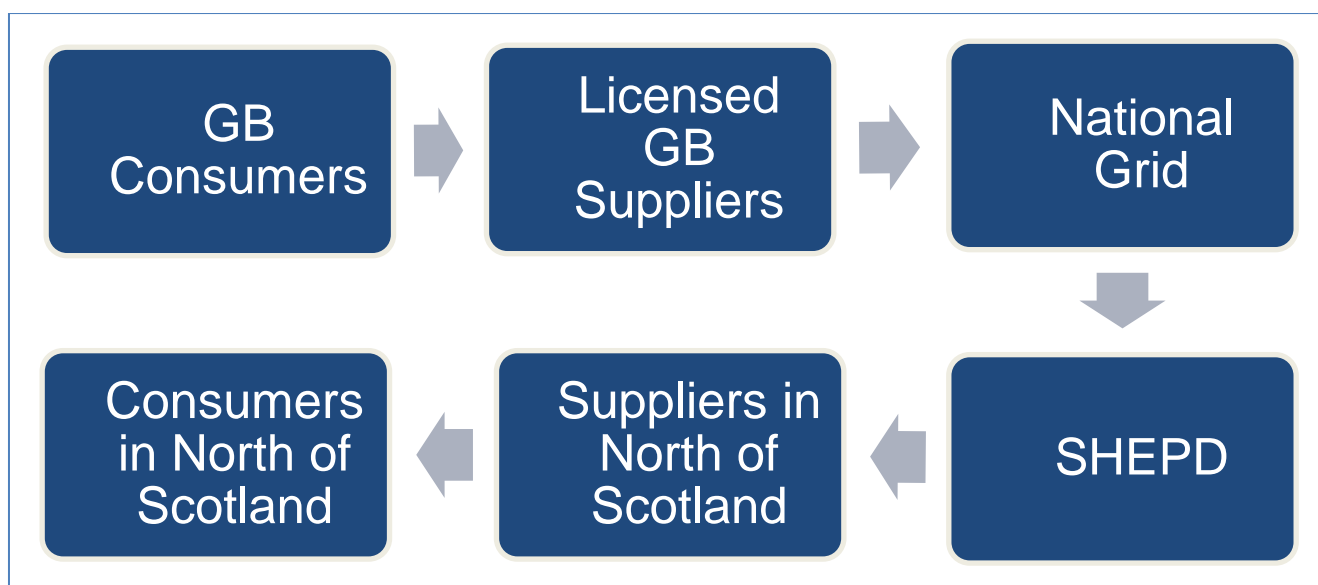 GB
Consumers
Licensed
GB
Suppliers
National
Grid
SHEPD
Suppliers in
North of
Scotland
Consumers
in North of
Scotland